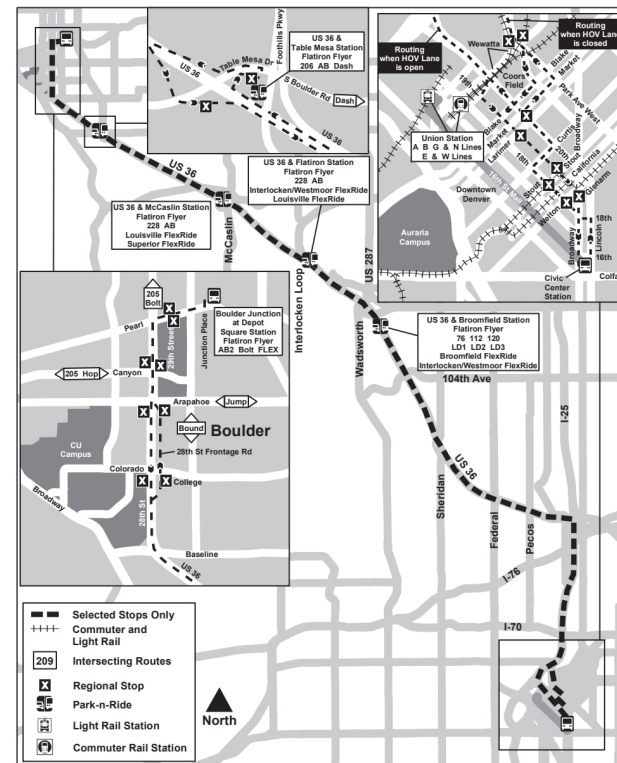 US 36 &
Table Mesa Station
Flatiron Flyer
206 AB Dash
Foothills Pkwy
Table Mesa Dr
US 36
S Boulder Rd
Dash
US 36
Routing
when HOV Lane
is open
Routing
when HOV Lane
is closed
Wewatta
Coors
Field
Blake
Market
19th
Park Ave West
Union Station
A B G & N Lines
E & W Lines
Blake
Market
Larimer
18th
Curtis
20th
Stout
Broadway
California
Glenarm
16th St Mall
Stout
Welton
Downtown
Denver
Auraria
Campus
Broadway
Lincoln
18th
16th
Civic
Center
Station
Colfax
US 36
US 36 & Flatiron Station
Flatiron Flyer
228 AB
Interlocken/Westmoor FlexRide
Louisville FlexRide
US 36 & McCaslin Station
Flatiron Flyer
228 AB
Louisville FlexRide
Superior FlexRide
McCaslin
Interlocken Loop
US 287
Wadsworth
US 36 & Broomfield Station
Flatiron Flyer
76 112 120
LD1 LD2 LD3
Broomfield FlexRide
Interlocken/Westmoor FlexRide
104th Ave
I-25
US 36
Sheridan
Federal
Pecos
I-76
I-70
205
Bolt
Pearl
29th Street
Junction Place
Boulder Junction
at Depot
Square Station
Flatiron Flyer
AB2 Bolt FLEX
205 Hop
Canyon
Arapahoe
Jump
Bound
Boulder
28th St Frontage Rd
CU
Campus
Colorado
College
Broadway
28th St
Baseline
US 36
Selected Stops Only
Commuter and
Light Rail
209
Intersecting Routes
Regional Stop
Park-n-Ride
Light Rail Station
Commuter Rail Station
North